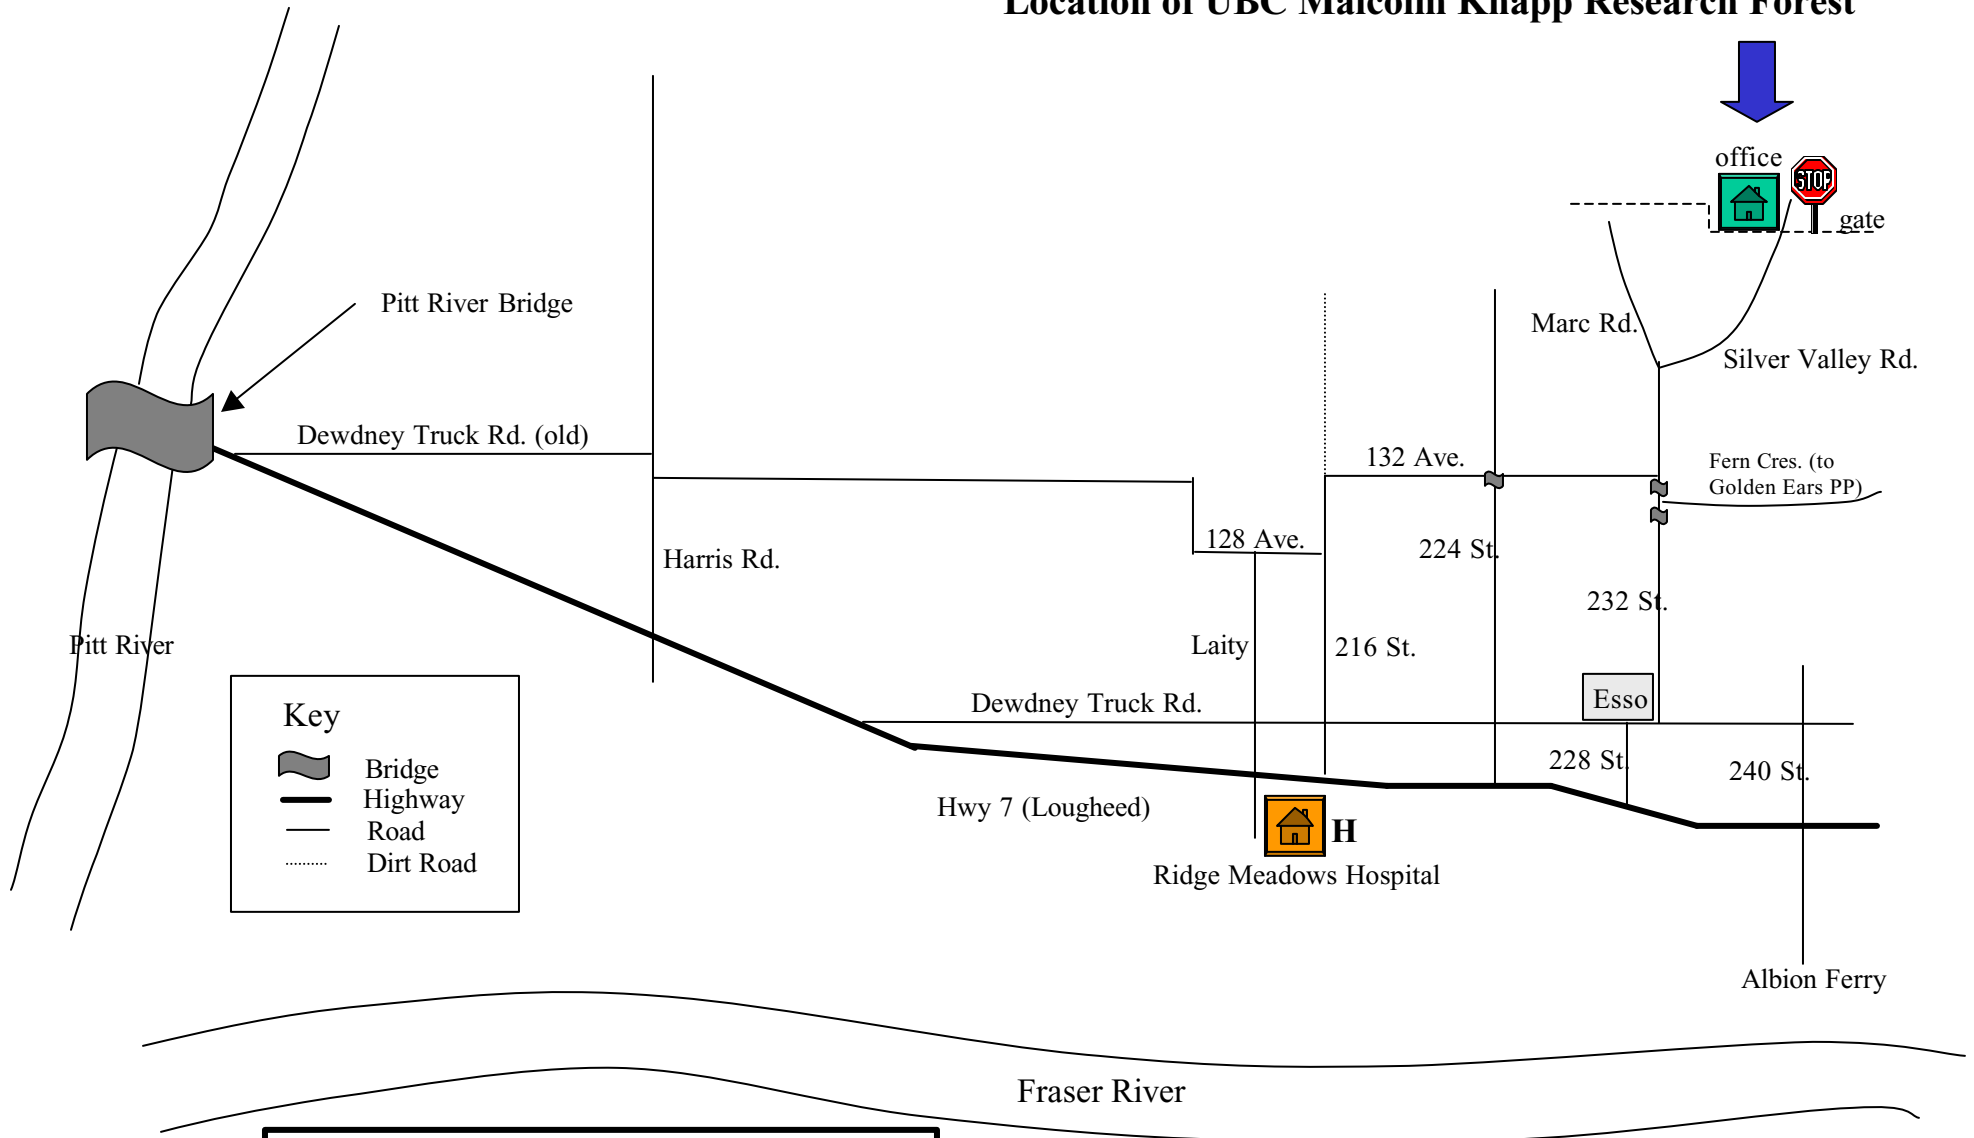 Location of UBC Malcolm Knapp Research Forest
office
STOP
gate
Pitt River Bridge
Marc Rd.
Silver Valley Rd.
Dewdney Truck Rd. (old)
132 Ave.
Fern Cres. (to
Golden Ears PP)
128 Ave.
224 St.
Harris Rd.
232 St.
Pitt River
Laity
216 St.
Dewdney Truck Rd.
Esso
Key
Bridge
Highway
Road
Dirt Road
228 St.
240 St.
Hwy 7 (Lougheed)
H
Ridge Meadows Hospital
Albion Ferry
Fraser River